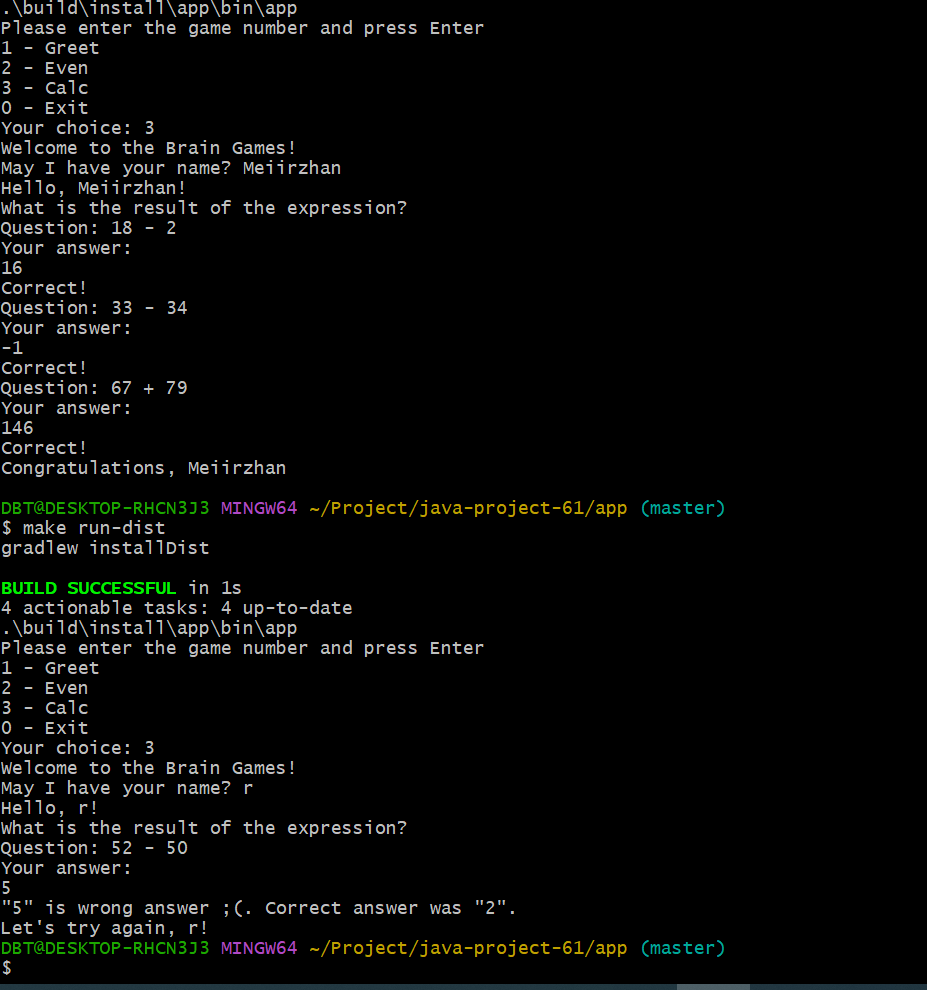 .\build\install\app\bin\app
Please enter the game number and press Enter
1 - Greet
2 - Even
3 - Calc
0 - Exit
Your choice: 3
Welcome to the Brain Games!
May I have your name? Meiirzhan
Hello, Meiirzhan!
What is the result of the expression?
Question: 18 - 2
Your answer:
16
Correct!
Question: 33 - 34
Your answer:
-1
Correct!
Question: 67 + 79
Your answer:
146
Correct!
Congratulations, Meiirzhan
DBT@DESKTOP-RHCN3J3 MINGW64 ~/Project/java-project-61/app (master)
$ make run-dist
gradlew installDist
BUILD SUCCESSFUL in 1s
4 actionable tasks: 4 up-to-date
.\build\install\app\bin\app
Please enter the game number and press Enter
1 - Greet
2 - Even
3 - Calc
0 - Exit
Your choice: 3
Welcome to the Brain Games!
May I have your name? r
Hello, r!
What is the result of the expression?
Question: 52 - 50
Your answer:
5
"5" is wrong answer ;(. Correct answer was "2".
Let's try again, r!
DBT@DESKTOP-RHCN3J3 MINGW64 ~/Project/java-project-61/app (master)
$